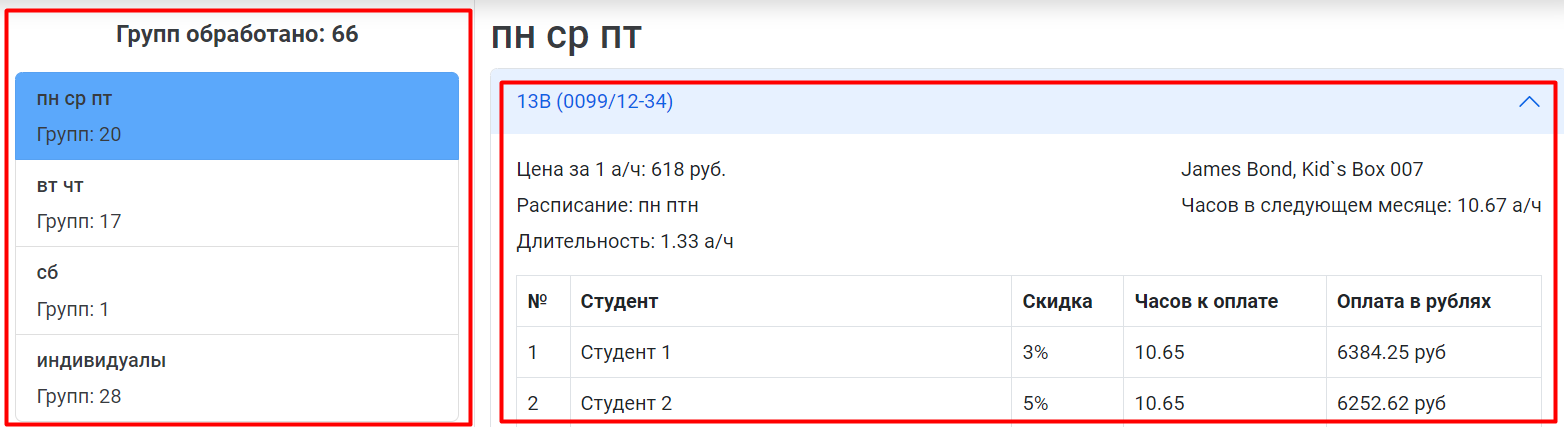 Групп обработано: 66
пн ср пт
Групп: 20
вт чт
Групп: 17
сб
Групп: 1
индивидуалы
Групп: 28
пн ср пт
13В (0099/12-34)
Цена за 1 а/ч: 618 руб.
Расписание: пн птн
Длительность: 1.33 а/ч
James Bond, Kid`s Box 007
Часов в следующем месяце: 10.67 а/ч
№ Студент Скидка Часов к оплате Оплата в рублях
1 Студент 1 3% 10.65 6384.25 руб
2 Студент 2 5% 10.65 6252.62 руб